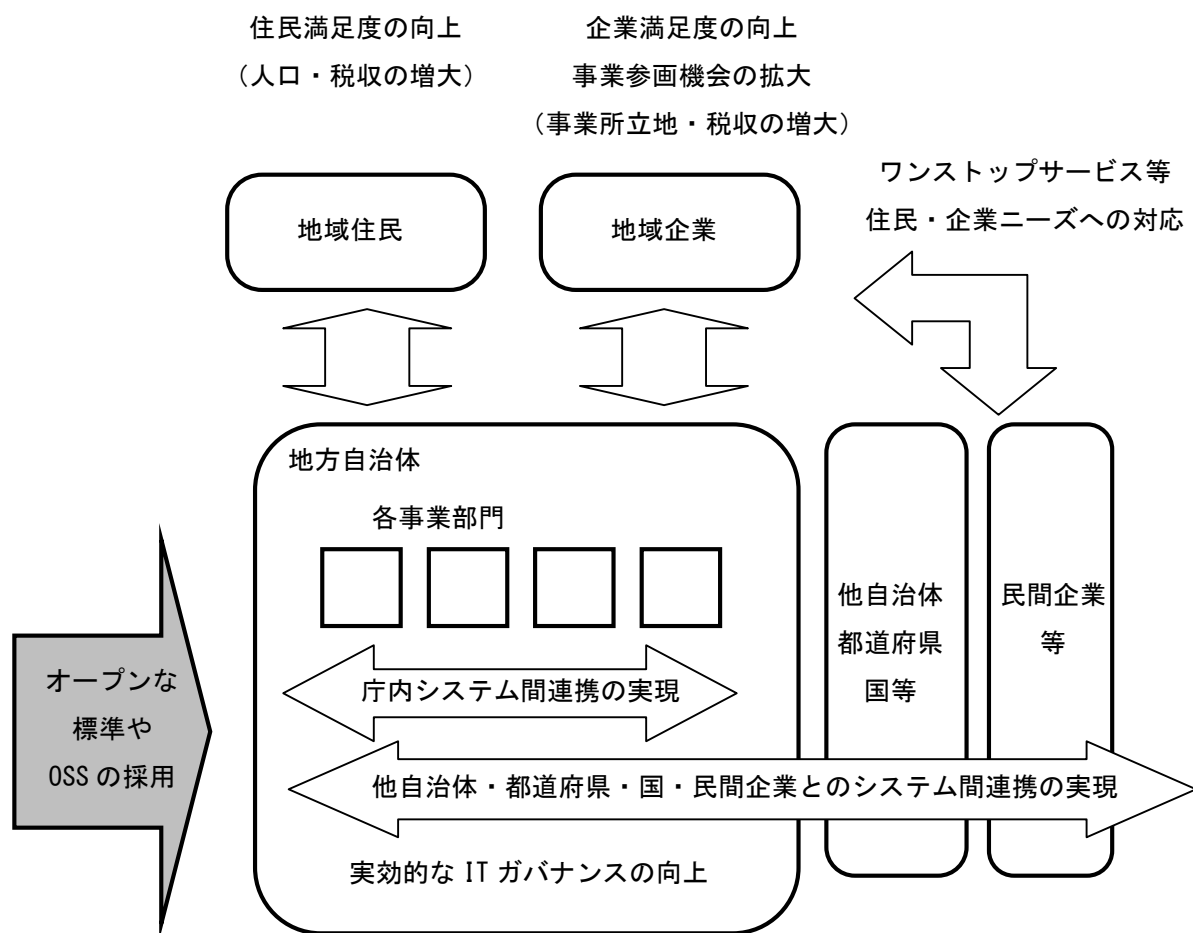 住民満足度の向上
（人口・税収の増大）
企業満足度の向上
事業参画機会の拡大
（事業所立地・税収の増大）
ワンストップサービス等
住民・企業ニーズへの対応
地域住民
地域企業
地方自治体
各事業部門
他自治体
都道府県
国等
民間企業
等
オープンな
標準や
OSS の採用
庁内システム間連携の実現
他自治体・都道府県・国・民間企業とのシステム間連携の実現
実効的な IT ガバナンスの向上